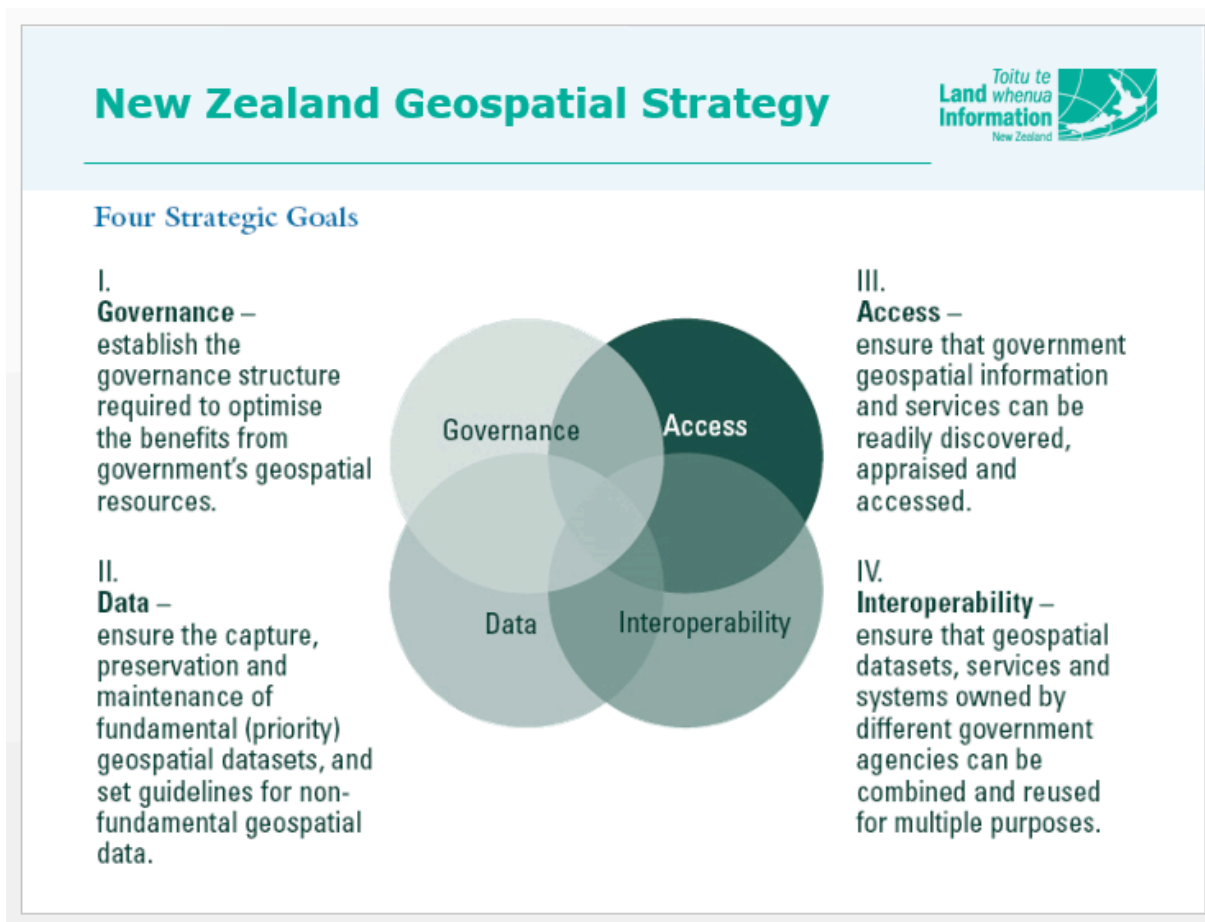 New Zealand Geospatial Strategy
Toitu te
Land whenua
Information
New Zealand
Four Strategic Goals
I.
Governance –
establish the
governance structure
required to optimise
the benefits from
government's geospatial
resources.
II.
Data –
ensure the capture,
preservation and
maintenance of
fundamental (priority)
geospatial datasets, and
set guidelines for non-
fundamental geospatial
data.
Governance
Access
Data
Interoperability
III.
Access –
ensure that government
geospatial information
and services can be
readily discovered,
appraised and
accessed.
IV.
Interoperability –
ensure that geospatial
datasets, services and
systems owned by
different government
agencies can be
combined and reused
for multiple purposes.